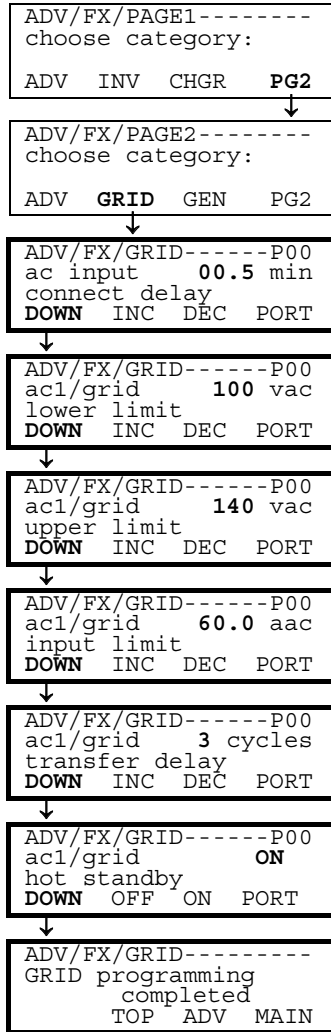 ADV/FX/PAGE1--------
choose category:
ADV INV CHGR PG2
ADV/FX/PAGE2--------
choose category:
ADV GRID GEN PG2
ADV/FX/GRID------P00
ac input 00.5 min
connect delay
DOWN INC DEC PORT
ADV/FX/GRID------P00
ac1/grid 100 vac
lower limit
DOWN INC DEC PORT
ADV/FX/GRID------P00
ac1/grid 140 vac
upper limit
DOWN INC DEC PORT
ADV/FX/GRID------P00
ac1/grid 60.0 aac
input limit
DOWN INC DEC PORT
ADV/FX/GRID------P00
ac1/grid 3 cycles
transfer delay
DOWN INC DEC PORT
ADV/FX/GRID------P00
ac1/grid ON
hot standby
DOWN OFF ON PORT
ADV/FX/GRID---------
GRID programming
completed
TOP ADV MAIN